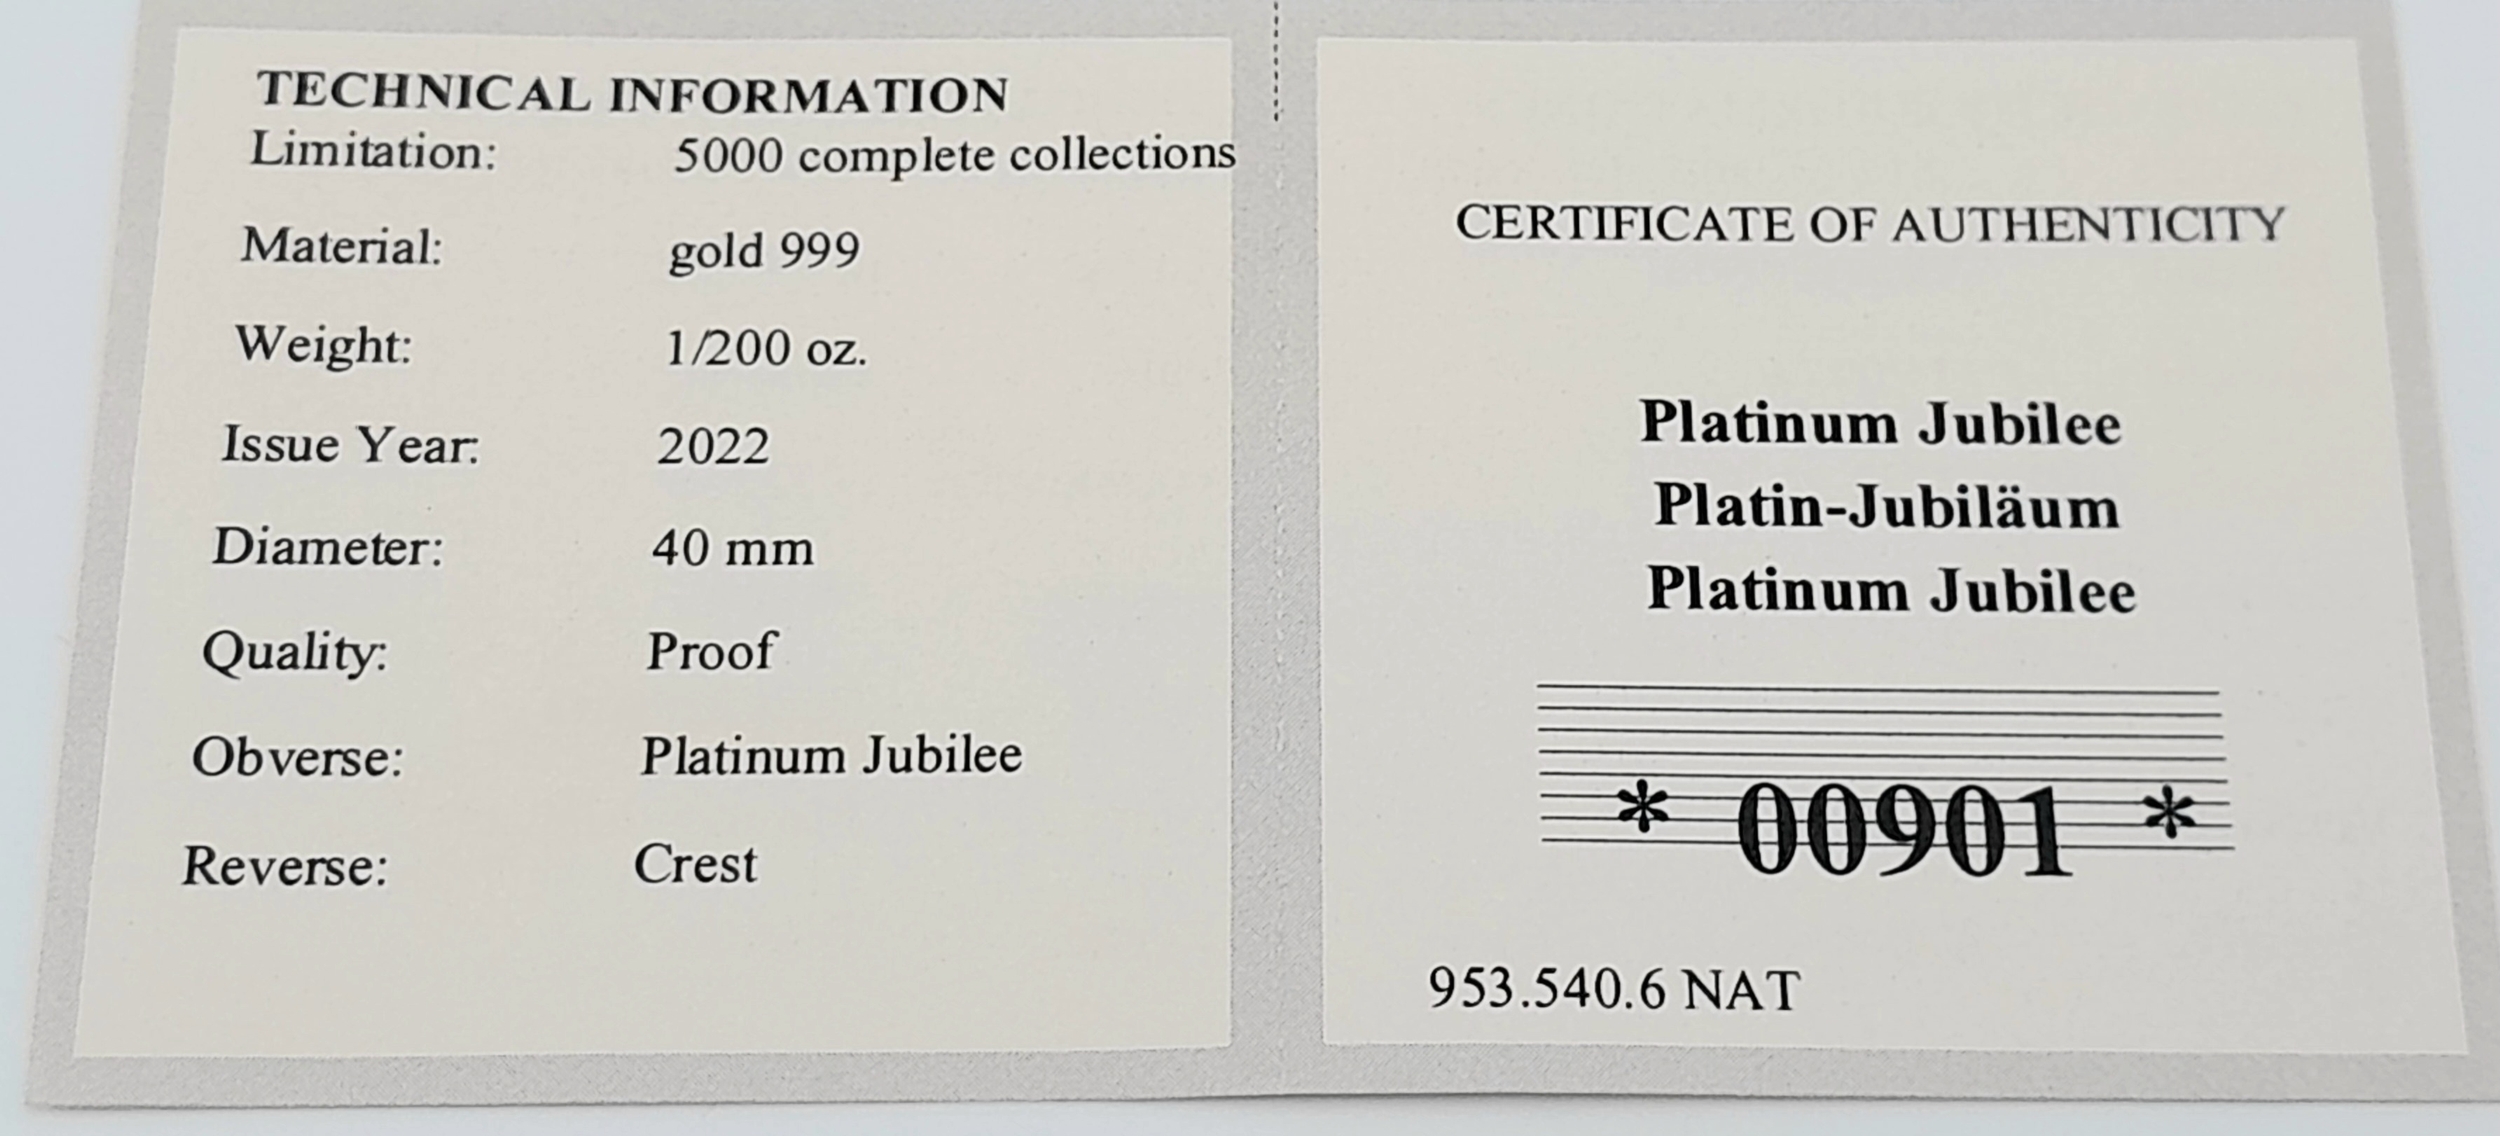 TECHNICAL INFORMATION
Limitation: 5000 complete collections
Material: gold 999
Weight: 1/200 oz.
Issue Year: 2022
Diameter: 40 mm
Quality: Proof
Obverse: Platinum Jubilee
Reverse: Crest
CERTIFICATE OF AUTHENTICITY
Platinum Jubilee
Platin-Jubiläum
Platinum Jubilee
* 00901 *
953.540.6 NAT